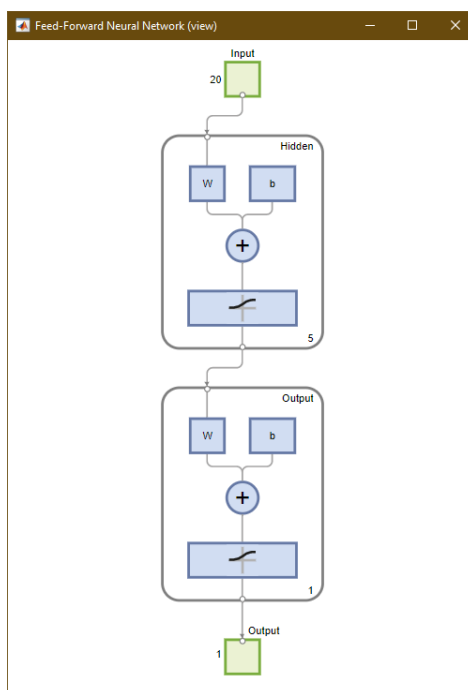 Feed-Forward Neural Network (view)
Input
20
Hidden
W
b
+
5
Output
W
b
+
1
Output
1